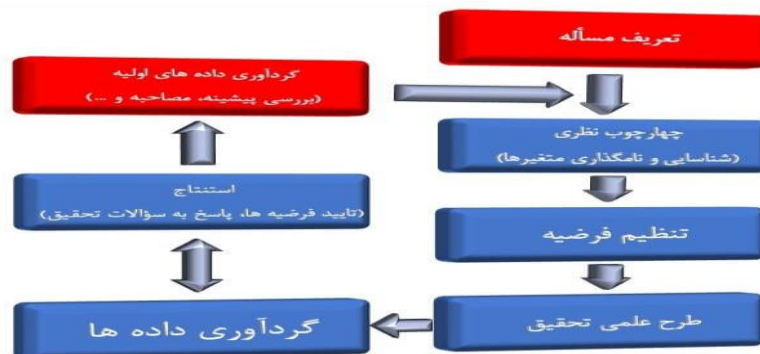 تعریف مسأله
گردآوری داده های اولیه
(بررسی پیشینه، مصاحبه و ...)
چهارچوب نظری
(شناسایی و نامگذاری متغیرها)
استنتاج
(تایید فرضیه ها، پاسخ به سؤالات تحقیق)
تنظیم فرضیه
طرح علمی تحقیق
گردآوری داده ها